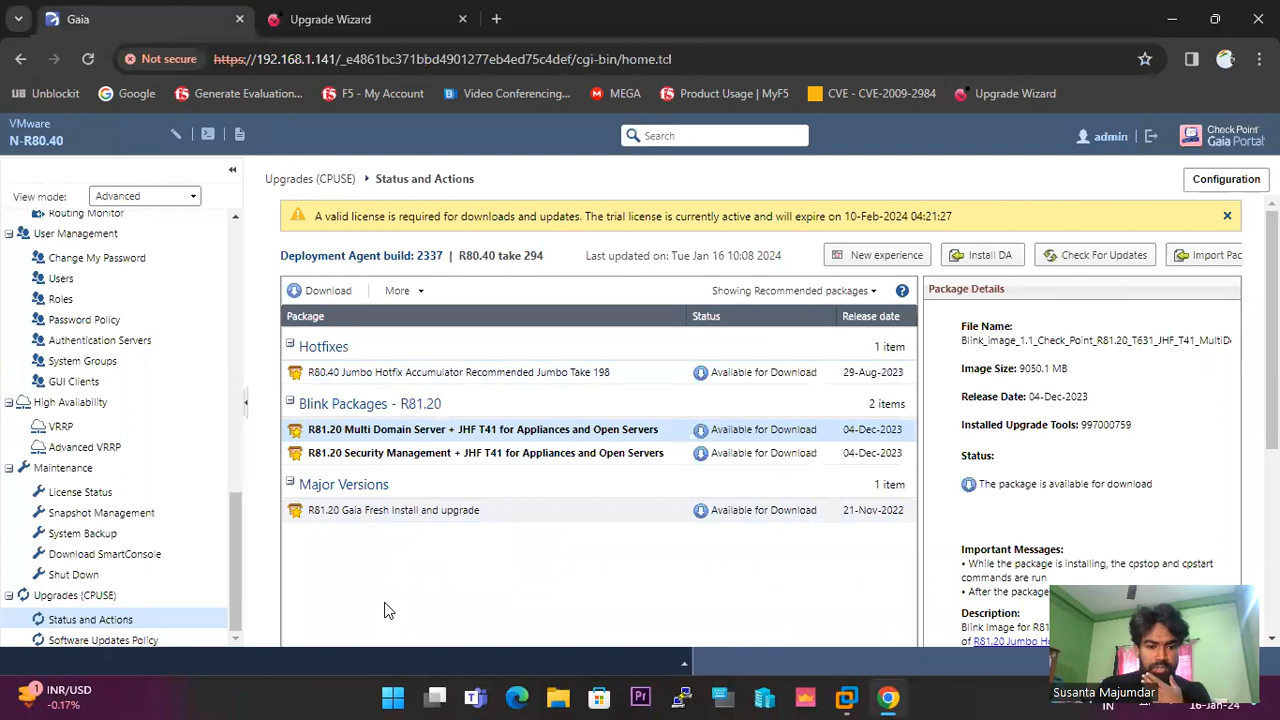 Gaia
Upgrade Wizard
Not secure
https://192.168.1.141/_e4861bc371bbd4901277eb4ed75c4def/cgi-bin/home.tcl
Unblockit
Google
Generate Evaluation...
F5 - My Account
Video Conferencing,...
MEGA
Product Usage | MyF5
CVE - CVE-2009-2984
Upgrade Wizard
VMware
N-R80.40
Search
admin
Check Point
Gaia Portal
View mode:
Advanced
Upgrades (CPUSE)
Status and Actions
Configuration
Routing Monitor
User Management
Change My Password
Users
Roles
Password Policy
Authentication Servers
System Groups
GUI Clients
High Availability
VRRP
Advanced VRRP
Maintenance
License Status
Snapshot Management
System Backup
Download SmartConsole
Shut Down
Upgrades (CPUSE)
Status and Actions
Software Updates Policy
A valid license is required for downloads and updates. The trial license is currently active and will expire on 10-Feb-2024 04:21:27
Deployment Agent build: 2337 | R80.40 take 294
Last updated on: Tue Jan 16 10:08 2024
New experience
Install DA
Check For Updates
Import Pac
Download
More
Showing Recommended packages
Package Status Release date
Hotfixes 1 item
R80.40 Jumbo Hotfix Accumulator Recommended Jumbo Take 198 Available for Download 29-Aug-2023
Blink Packages - R81.20 2 items
R81.20 Multi Domain Server + JHF T41 for Appliances and Open Servers Available for Download 04-Dec-2023
R81.20 Security Management + JHF T41 for Appliances and Open Servers Available for Download 04-Dec-2023
Major Versions 1 item
R81.20 Gaia Fresh Install and upgrade Available for Download 21-Nov-2022
Package Details
File Name:
Blink_image_1.1_Check_Point_R81.20_T631_JHF_T41_MultiDo
Image Size: 9050.1 MB
Release Date: 04-Dec-2023
Installed Upgrade Tools: 997000759
Status:
The package is available for download
Important Messages:
• While the package is installing, the cpstop and cpstart
commands are run
• After the package
Description:
Blink Image for R81
of R81.20 Jumbo Ho
Susanta Majumdar
INR/USD
-0.17%
1
Pr
IN
16-Jan-24